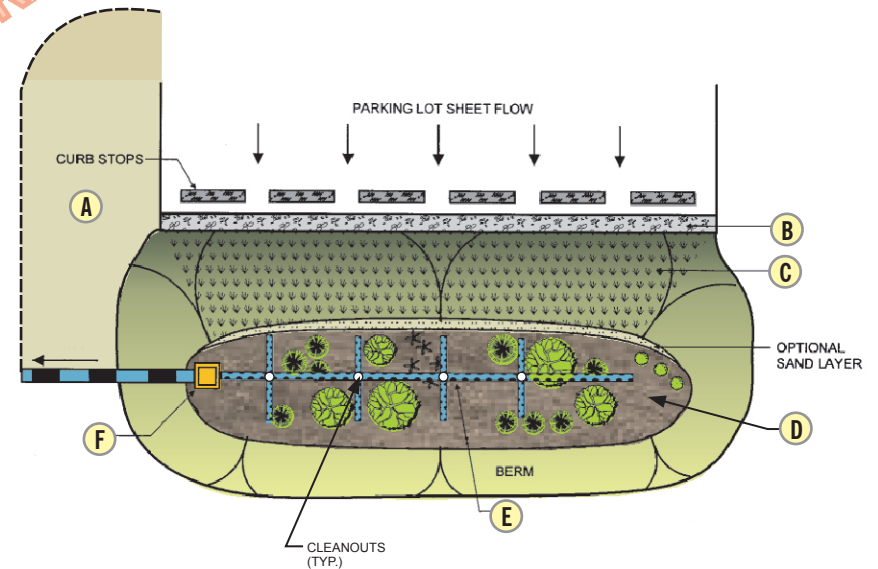 PARKING LOT SHEET FLOW
CURB STOPS
A
B
C
OPTIONAL
SAND LAYER
D
F
BERM
E
CLEANOUTS
(TYP.)